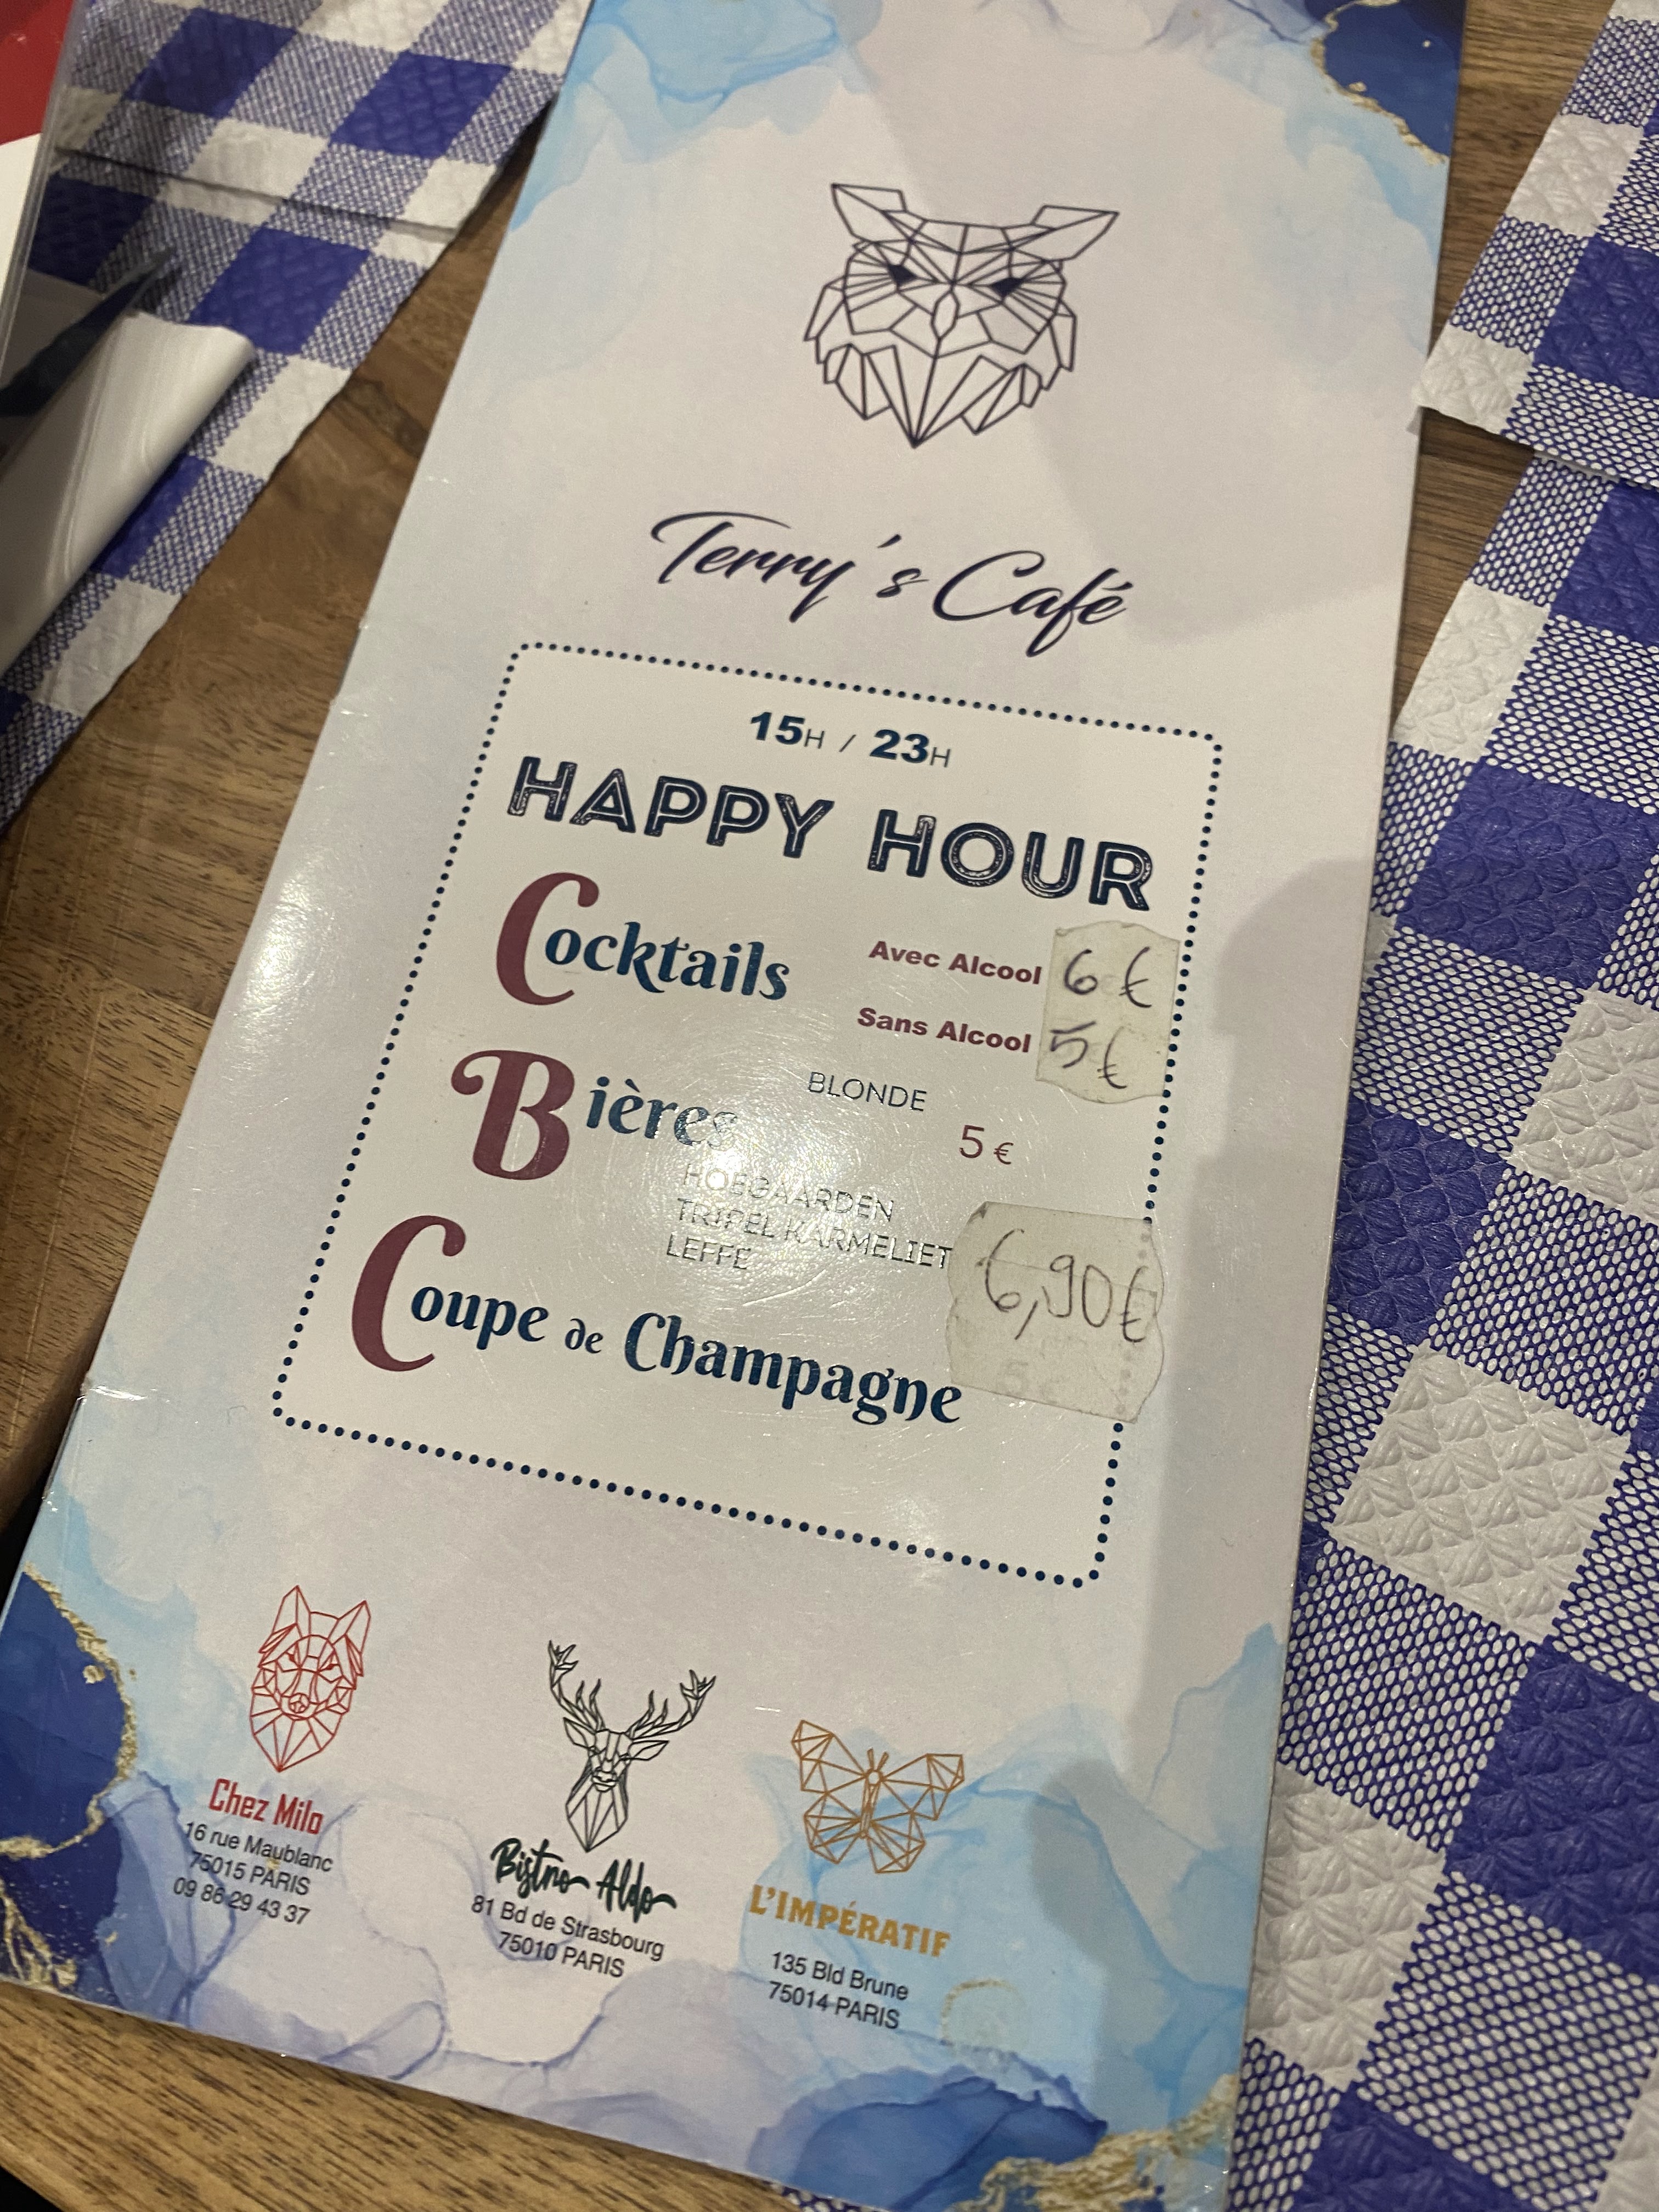 Terry's Café
15H / 23H
HAPPY HOUR
Cocktails
Avec Alcool 6 €
Sans Alcool 5 €
Bières
BLONDE
5 €
HOEGAARDEN
TRIPEL KARMELIET
LEFFE
6,90€
Coupe de Champagne
Chez Milo
16 rue Maublanc
75015 PARIS
09 86 29 43 37
Bistro Aldo
81 Bd de Strasbourg
75010 PARIS
L'IMPÉRATIF
135 Bld Brune
75014 PARIS